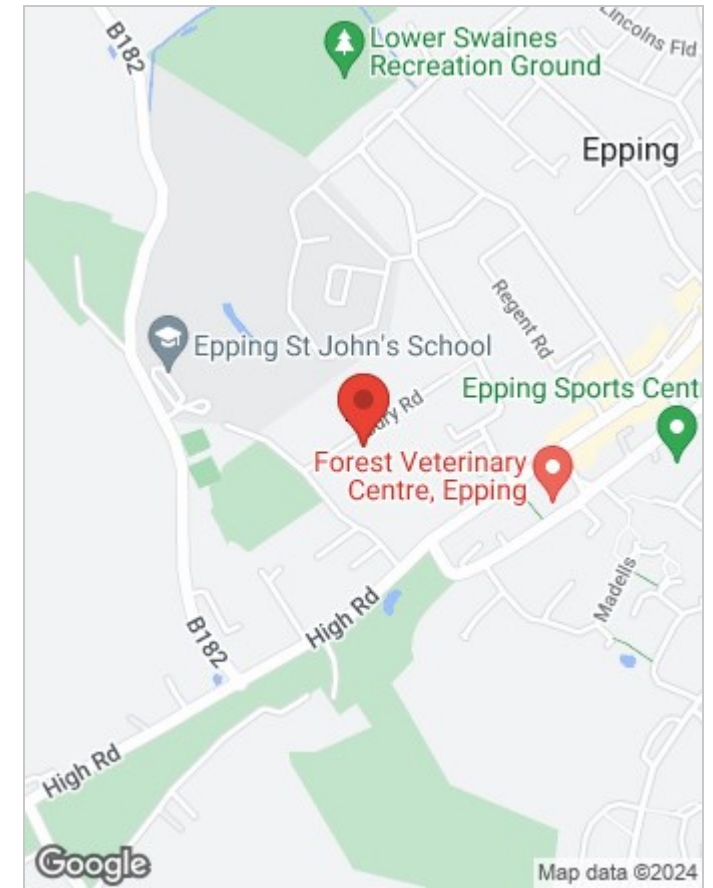 B182
Lincolns Fld
Lower Swaines
Recreation Ground
Epping
Regent Rd
Epping St John's School
Epping Sports Cent
Rd
Forest Veterinary
Centre, Epping
Madells
High Rd
B182
High Rd
Google
Map data ©2024